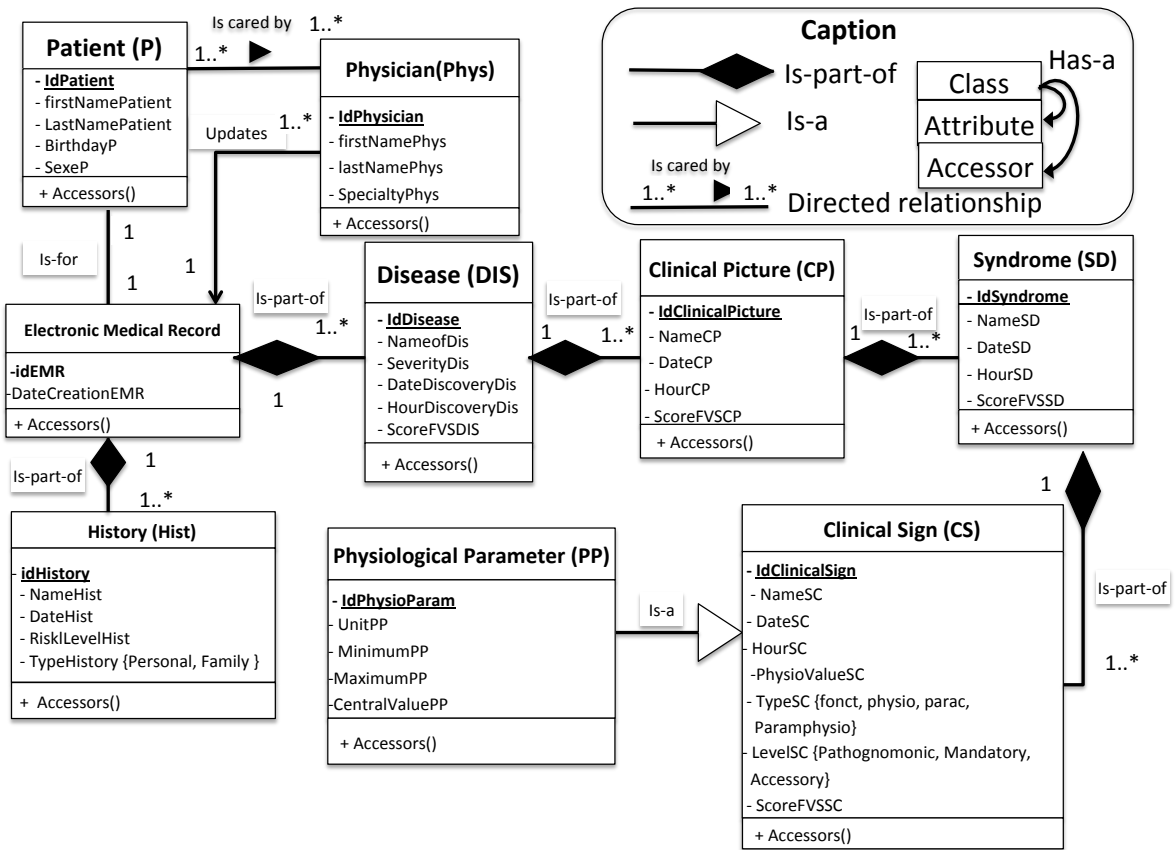 Patient (P)
- IdPatient
- firstNamePatient
- LastNamePatient
- BirthdayP
- SexeP
+ Accessors()
Is cared by
1..*
1..*
Physician(Phys)
- IdPhysician
- firstNamePhys
- lastNamePhys
- SpecialtyPhys
+ Accessors()
Updates
1..*
1
Caption
Is-part-of
Is-a
Is cared by
1..*
1..*
Directed relationship
Has-a
Class
Attribute
Accessor
1
Is-for
1
Electronic Medical Record
-idEMR
-DateCreationEMR
+ Accessors()
Is-part-of
1..*
1
Disease (DIS)
- IdDisease
- NameofDis
- SeverityDis
- DateDiscoveryDis
- HourDiscoveryDis
- ScoreFVSDIS
+ Accessors()
Is-part-of
1
1..*
Clinical Picture (CP)
- IdClinicalPicture
- NameCP
- DateCP
- HourCP
- ScoreFVSCP
+ Accessors()
Is-part-of
1
1..*
Syndrome (SD)
- IdSyndrome
- NameSD
- DateSD
- HourSD
- ScoreFVSSD
+ Accessors()
Is-part-of
1
1..*
History (Hist)
- idHistory
- NameHist
- DateHist
- RisklLevelHist
- TypeHistory {Personal, Family }
+ Accessors()
Physiological Parameter (PP)
- IdPhysioParam
- UnitPP
- MinimumPP
- MaximumPP
-CentralValuePP
+ Accessors()
Is-a
Clinical Sign (CS)
- IdClinicalSign
- NameSC
- DateSC
- HourSC
-PhysioValueSC
- TypeSC {fonct, physio, parac,
Paramphysio}
- LevelSC {Pathognomonic, Mandatory,
Accessory}
- ScoreFVSSC
+ Accessors()
1
Is-part-of
1..*